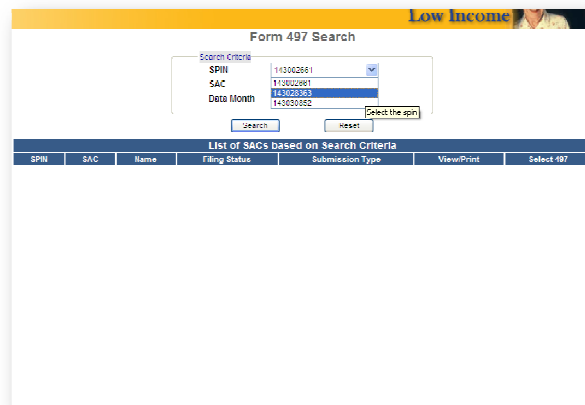 Low Income
Form 497 Search
Search Criteria
SPIN 143002661
SAC 143002661
143028363
Data Month 143030852
Select the spin
Search Reset
List of SACs based on Search Criteria
SPIN SAC Name Filing Status Submission Type View/Print Select 497